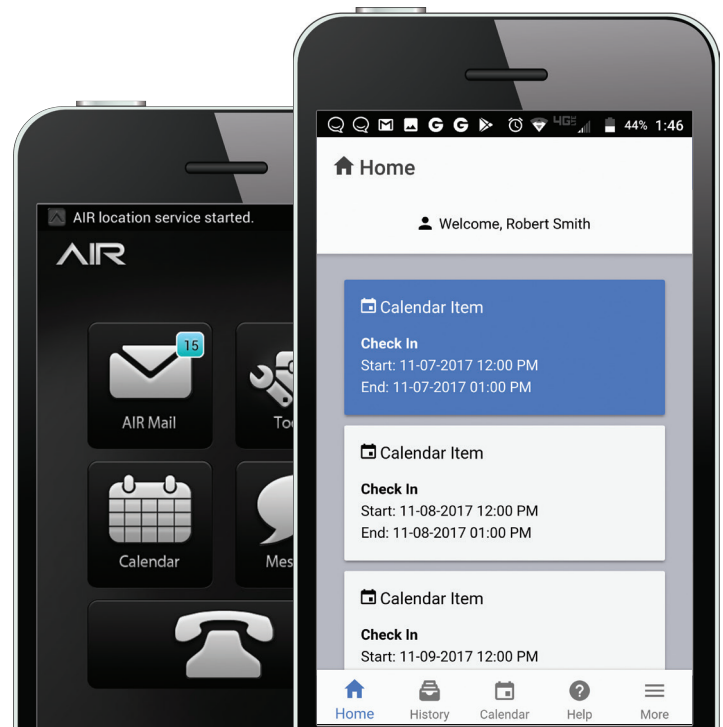 AIR location service started.
AIR
15
AIR Mail
Calendar
4G
44% 1:46
Home
Welcome, Robert Smith
Calendar Item
Check In
Start: 11-07-2017 12:00 PM
End: 11-07-2017 01:00 PM
Calendar Item
Check In
Start: 11-08-2017 12:00 PM
End: 11-08-2017 01:00 PM
Calendar Item
Check In
Start: 11-09-2017 12:00 PM
Home History Calendar Help More